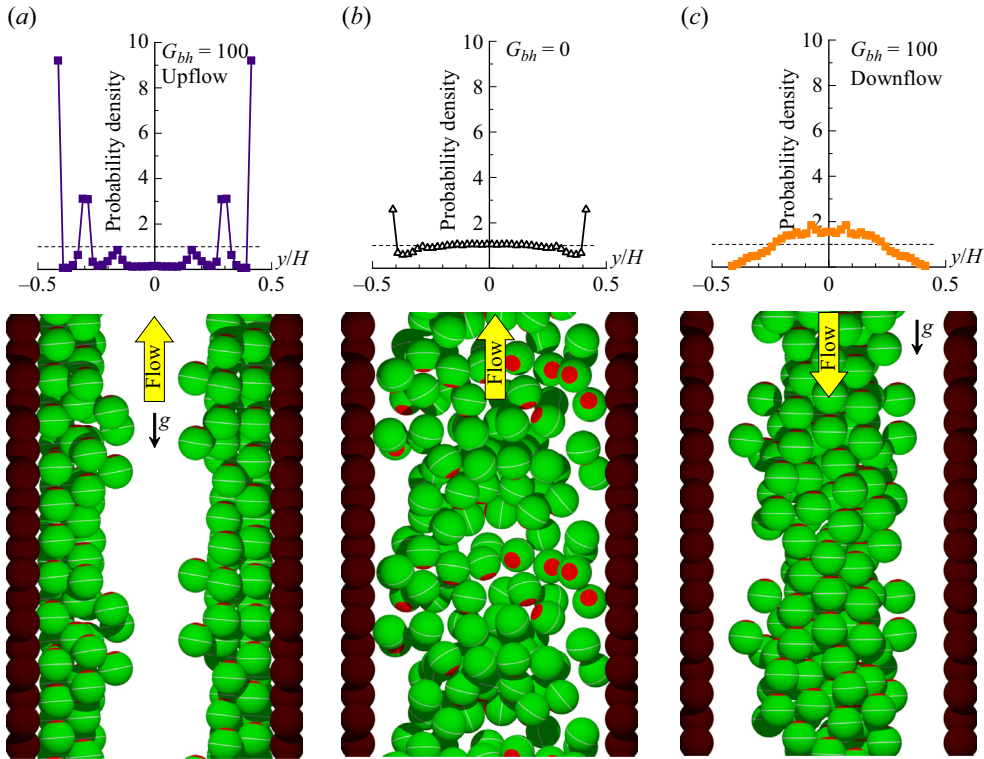 (a)
(b)
(c)
10
G_bh = 100
Upflow
8
6
4
2
Probability density
y/H
–0.5
0
0.5
10
G_bh = 0
8
6
4
2
Probability density
y/H
–0.5
0
0.5
10
G_bh = 100
Downflow
8
6
4
2
Probability density
y/H
–0.5
0
0.5
Flow
g
Flow
Flow
g